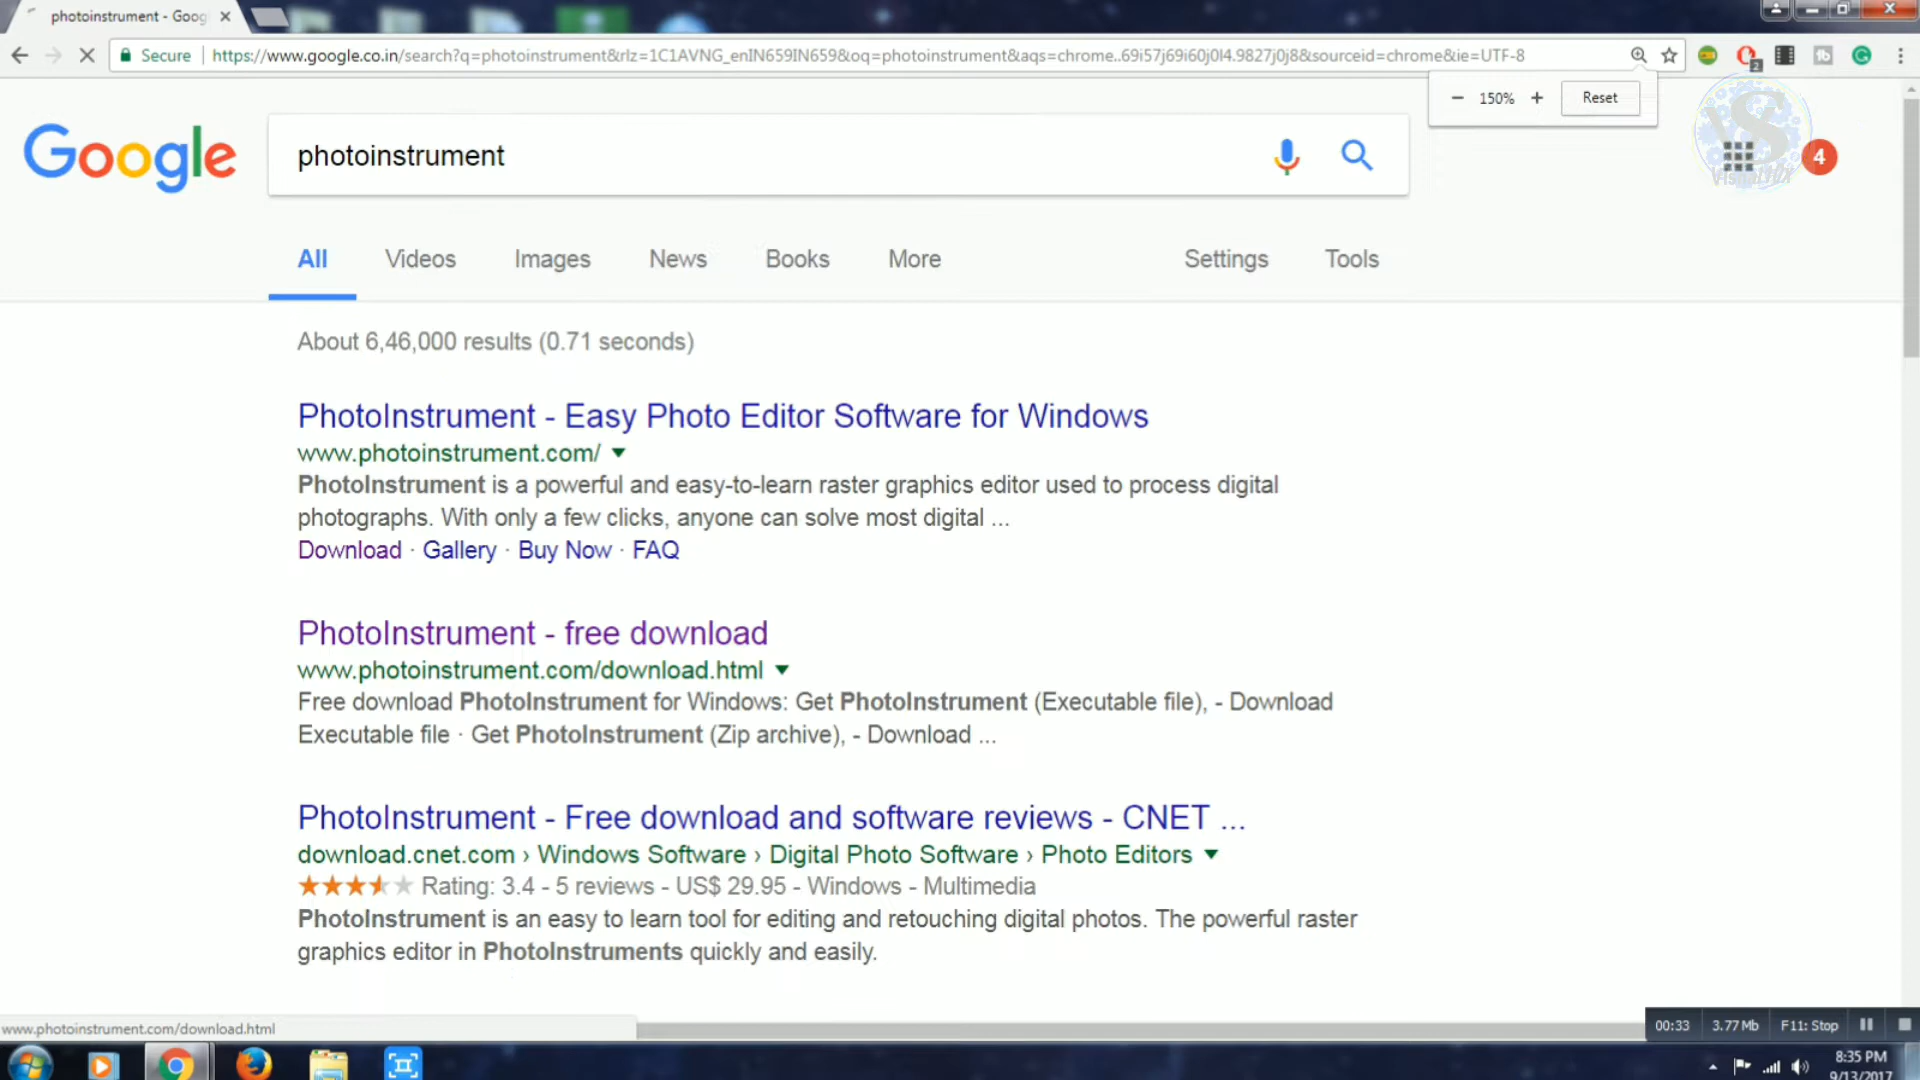 photoinstrument - Goog
Secure https://www.google.co.in/search?q=photoinstrument&rlz=1C1AVNG_enIN659IN659&oq=photoinstrument&aqs=chrome..69i57j69i60j0l4.9827j0j8&sourceid=chrome&ie=UTF-8
2
150% Reset
Google
photoinstrument
4
All Videos Images News Books More Settings Tools
About 6,46,000 results (0.71 seconds)
PhotoInstrument - Easy Photo Editor Software for Windows
www.photoinstrument.com/
PhotoInstrument is a powerful and easy-to-learn raster graphics editor used to process digital
photographs. With only a few clicks, anyone can solve most digital ...
Download · Gallery · Buy Now · FAQ
PhotoInstrument - free download
www.photoinstrument.com/download.html
Free download PhotoInstrument for Windows: Get PhotoInstrument (Executable file), - Download
Executable file · Get PhotoInstrument (Zip archive), - Download ...
PhotoInstrument - Free download and software reviews - CNET ...
download.cnet.com › Windows Software › Digital Photo Software › Photo Editors
Rating: 3.4 - 5 reviews - US$ 29.95 - Windows - Multimedia
PhotoInstrument is an easy to learn tool for editing and retouching digital photos. The powerful raster
graphics editor in PhotoInstruments quickly and easily.
www.photoinstrument.com/download.html
00:33 3.77Mb F11: Stop
8:35 PM
9/13/2017